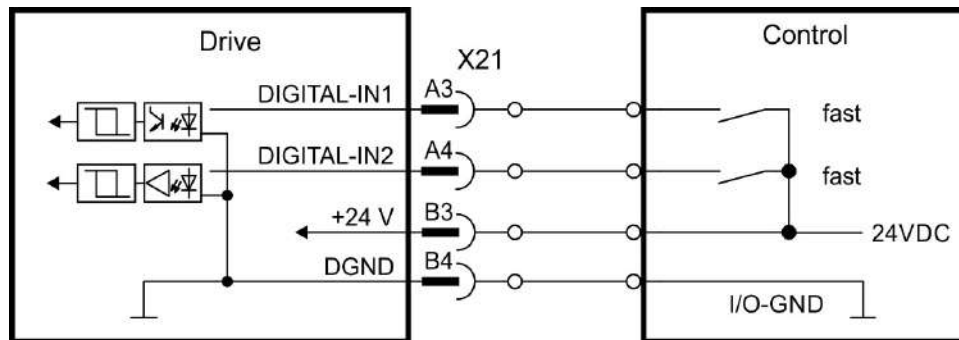 Drive
X21
Control
DIGITAL-IN1
A3
fast
DIGITAL-IN2
A4
fast
+24 V
B3
24VDC
DGND
B4
I/O-GND